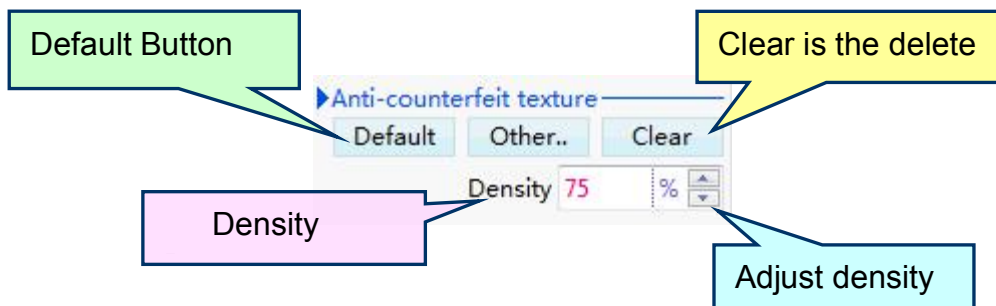 Default Button
Clear is the delete
Anti-counterfeit texture
Default Other.. Clear
Density 75 %
Density
Adjust density